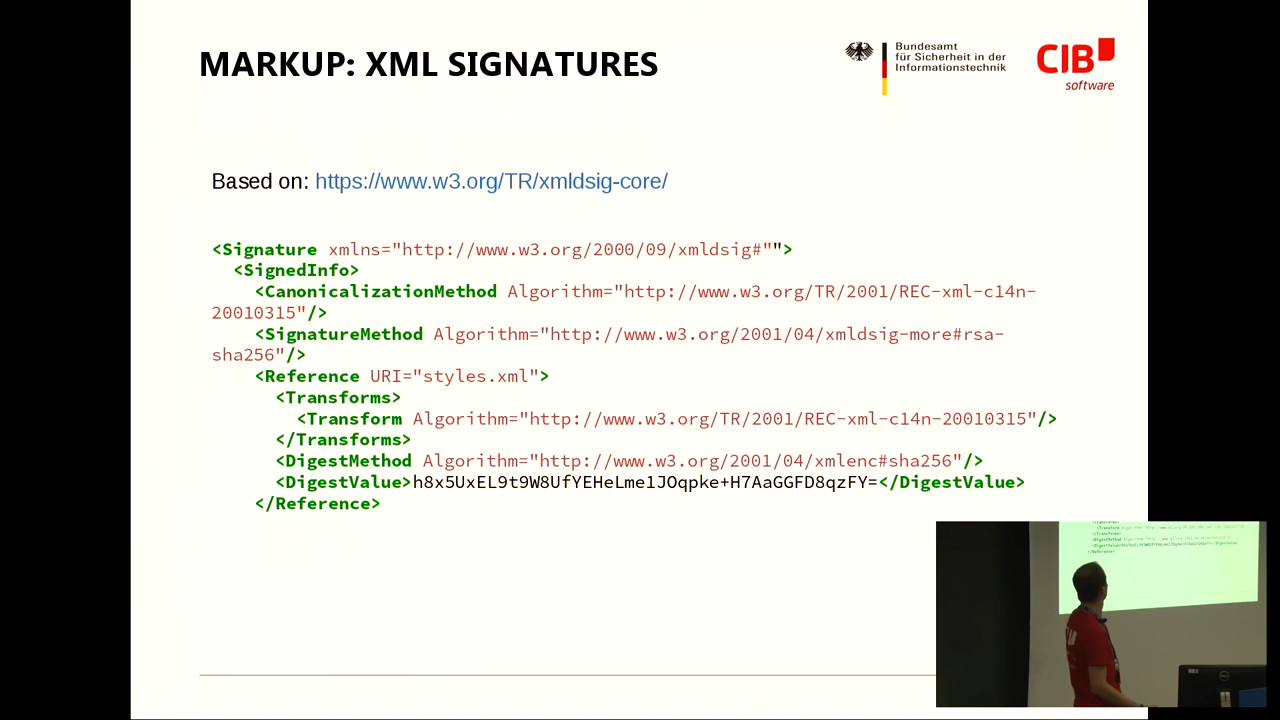 MARKUP: XML SIGNATURES
Bundesamt
für Sicherheit in der
Informationstechnik
CIB
software
Based on: https://www.w3.org/TR/xmldsig-core/
<Signature xmlns="http://www.w3.org/2000/09/xmldsig#"">
<SignedInfo>
<CanonicalizationMethod Algorithm="http://www.w3.org/TR/2001/REC-xml-c14n-
20010315"/>
<SignatureMethod Algorithm="http://www.w3.org/2001/04/xmldsig-more#rsa-
sha256"/>
<Reference URI="styles.xml">
<Transforms>
<Transform Algorithm="http://www.w3.org/TR/2001/REC-xml-c14n-20010315"/>
</Transforms>
<DigestMethod Algorithm="http://www.w3.org/2001/04/xmlenc#sha256"/>
<DigestValue>h8x5UxEL9t9W8UfYEHeLme1JOqpke+H7AaGGFD8qzFY=</DigestValue>
</Reference>